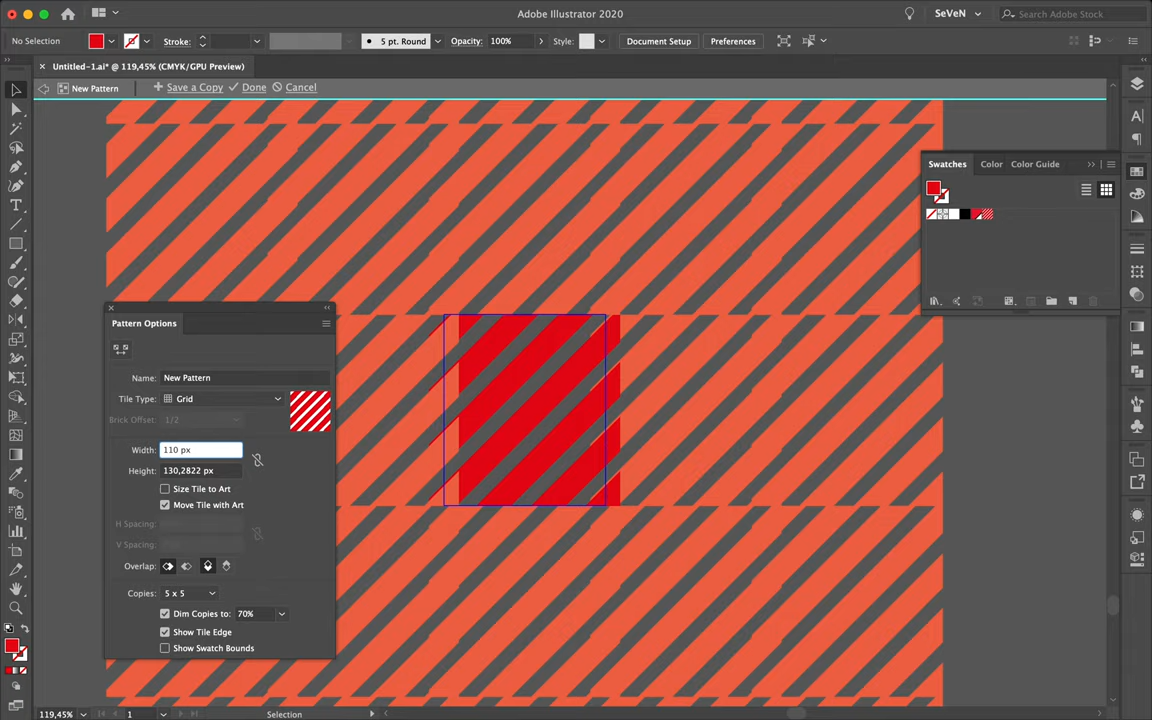 Adobe Illustrator 2020
SeVeN
Search Adobe Stock
No Selection
Stroke:
5 pt. Round
Opacity:
100%
Style:
Document Setup
Preferences
Untitled-1.ai* @ 119,45% (CMYK/GPU Preview)
New Pattern
Save a Copy
Done
Cancel
Swatches
Color
Color Guide
Pattern Options
Name:
New Pattern
Tile Type:
Grid
Brick Offset:
1/2
Width:
110 px
Height:
130,2822 px
Size Tile to Art
Move Tile with Art
H Spacing:
V Spacing:
Overlap:
Copies:
5 x 5
Dim Copies to:
70%
Show Tile Edge
Show Swatch Bounds
119,45%
1
Selection